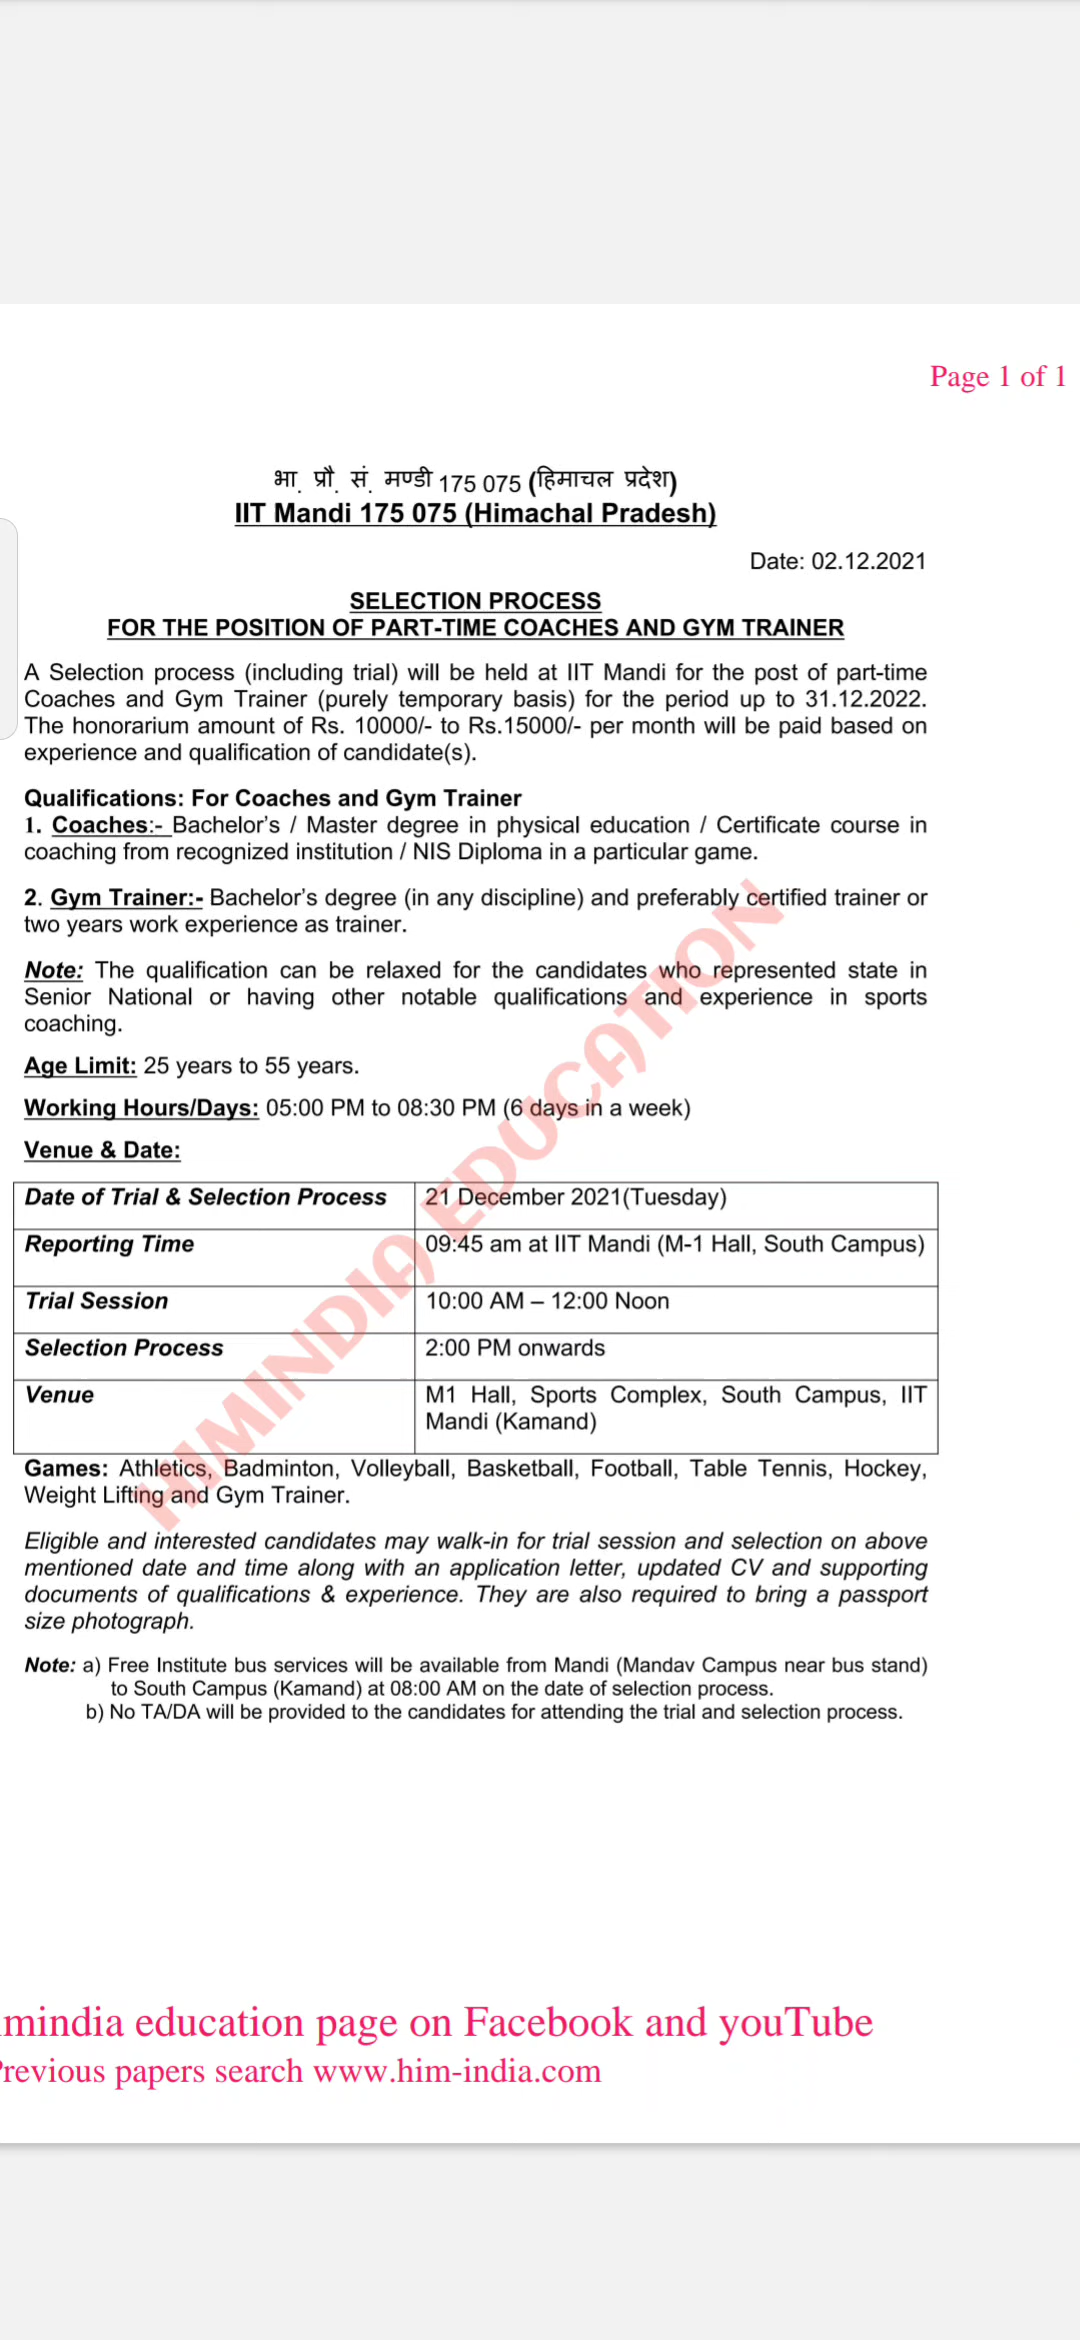 Page 1 of 1
भा. प्रौ. सं. मण्डी 175 075 (हिमाचल प्रदेश)
IIT Mandi 175 075 (Himachal Pradesh)
Date: 02.12.2021
SELECTION PROCESS
FOR THE POSITION OF PART-TIME COACHES AND GYM TRAINER
A Selection process (including trial) will be held at IIT Mandi for the post of part-time
Coaches and Gym Trainer (purely temporary basis) for the period up to 31.12.2022.
The honorarium amount of Rs. 10000/- to Rs.15000/- per month will be paid based on
experience and qualification of candidate(s).
Qualifications: For Coaches and Gym Trainer
1. Coaches:- Bachelor's / Master degree in physical education / Certificate course in
coaching from recognized institution / NIS Diploma in a particular game.
2. Gym Trainer:- Bachelor's degree (in any discipline) and preferably certified trainer or
two years work experience as trainer.
Note: The qualification can be relaxed for the candidates who represented state in
Senior National or having other notable qualifications and experience in sports
coaching.
Age Limit: 25 years to 55 years.
Working Hours/Days: 05:00 PM to 08:30 PM (6 days in a week)
Venue & Date:
Date of Trial & Selection Process 21 December 2021(Tuesday)
Reporting Time 09:45 am at IIT Mandi (M-1 Hall, South Campus)
Trial Session 10:00 AM – 12:00 Noon
Selection Process 2:00 PM onwards
Venue M1 Hall, Sports Complex, South Campus, IIT
Mandi (Kamand)
Games: Athletics, Badminton, Volleyball, Basketball, Football, Table Tennis, Hockey,
Weight Lifting and Gym Trainer.
Eligible and interested candidates may walk-in for trial session and selection on above
mentioned date and time along with an application letter, updated CV and supporting
documents of qualifications & experience. They are also required to bring a passport
size photograph.
Note: a) Free Institute bus services will be available from Mandi (Mandav Campus near bus stand)
to South Campus (Kamand) at 08:00 AM on the date of selection process.
b) No TA/DA will be provided to the candidates for attending the trial and selection process.
HIMINDIA EDUCATION
mindia education page on Facebook and youTube
Previous papers search www.him-india.com